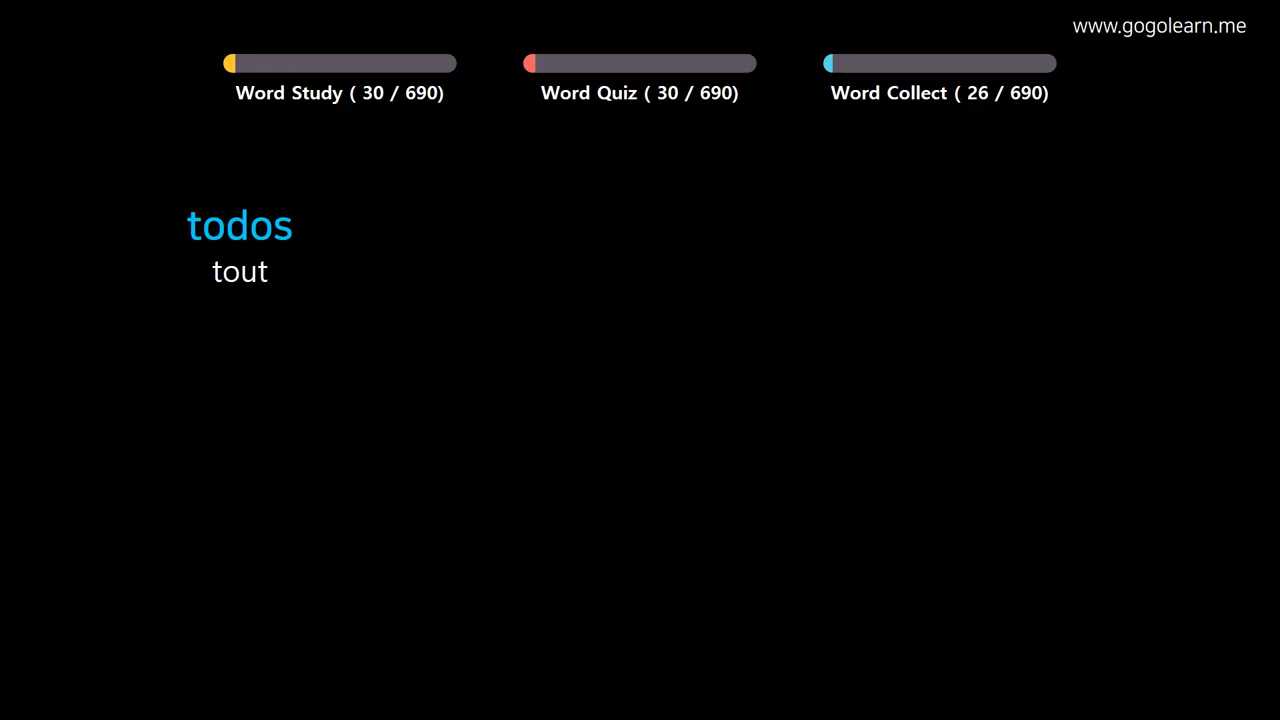 www.gogolearn.me
Word Study ( 30 / 690)
Word Quiz ( 30 / 690)
Word Collect ( 26 / 690)
todos
tout